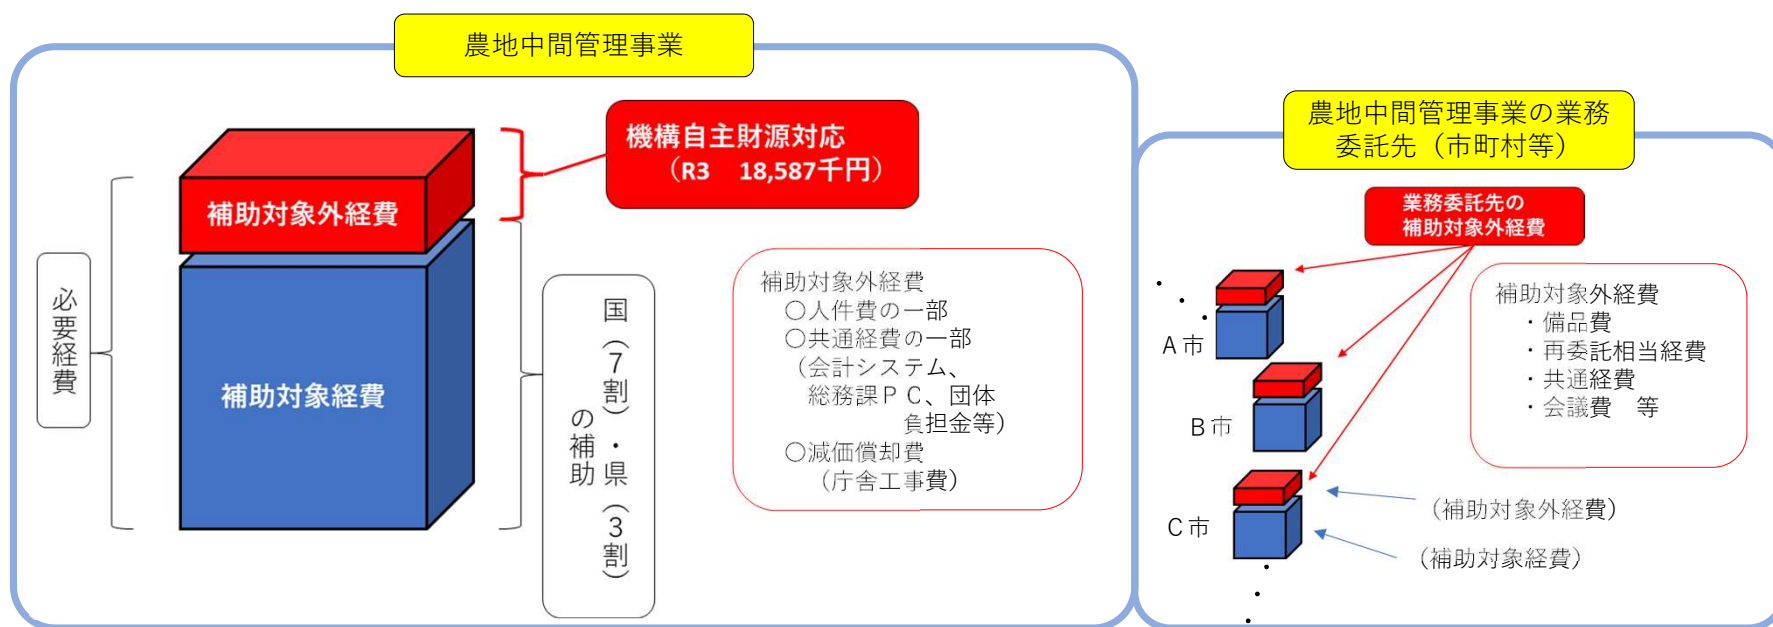 農地中間管理事業
機構自主財源対応
（R3　18,587千円）
補助対象外経費
補助対象経費
必要経費
国（７割）・県（３割）
の補助
補助対象外経費
〇人件費の一部
〇共通経費の一部
（会計システム、
総務課ＰＣ、団体
負担金等）
〇減価償却費
（庁舎工事費）
農地中間管理事業の業務
委託先（市町村等）
業務委託先の
補助対象外経費
A市
B市
C市
補助対象外経費
・備品費
・再委託相当経費
・共通経費
・会議費　等
（補助対象外経費）
（補助対象経費）